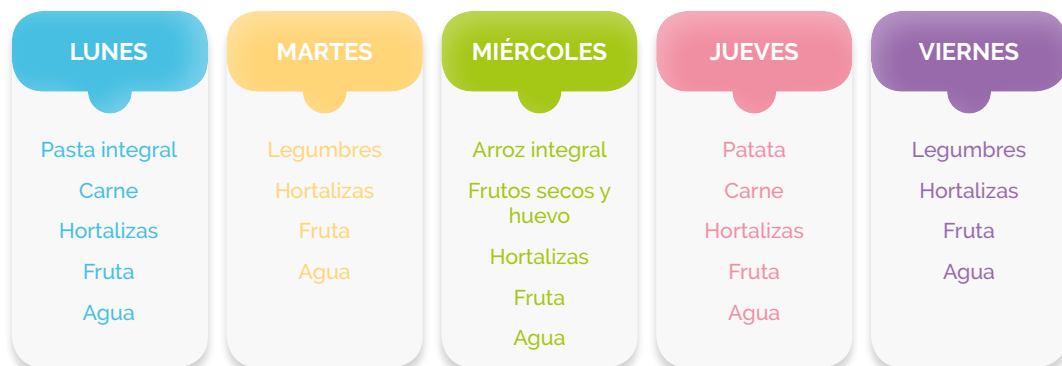 LUNES
Pasta integral
Carne
Hortalizas
Fruta
Agua
MARTES
Legumbres
Hortalizas
Fruta
Agua
MIÉRCOLES
Arroz integral
Frutos secos y
huevo
Hortalizas
Fruta
Agua
JUEVES
Patata
Carne
Hortalizas
Fruta
Agua
VIERNES
Legumbres
Hortalizas
Fruta
Agua